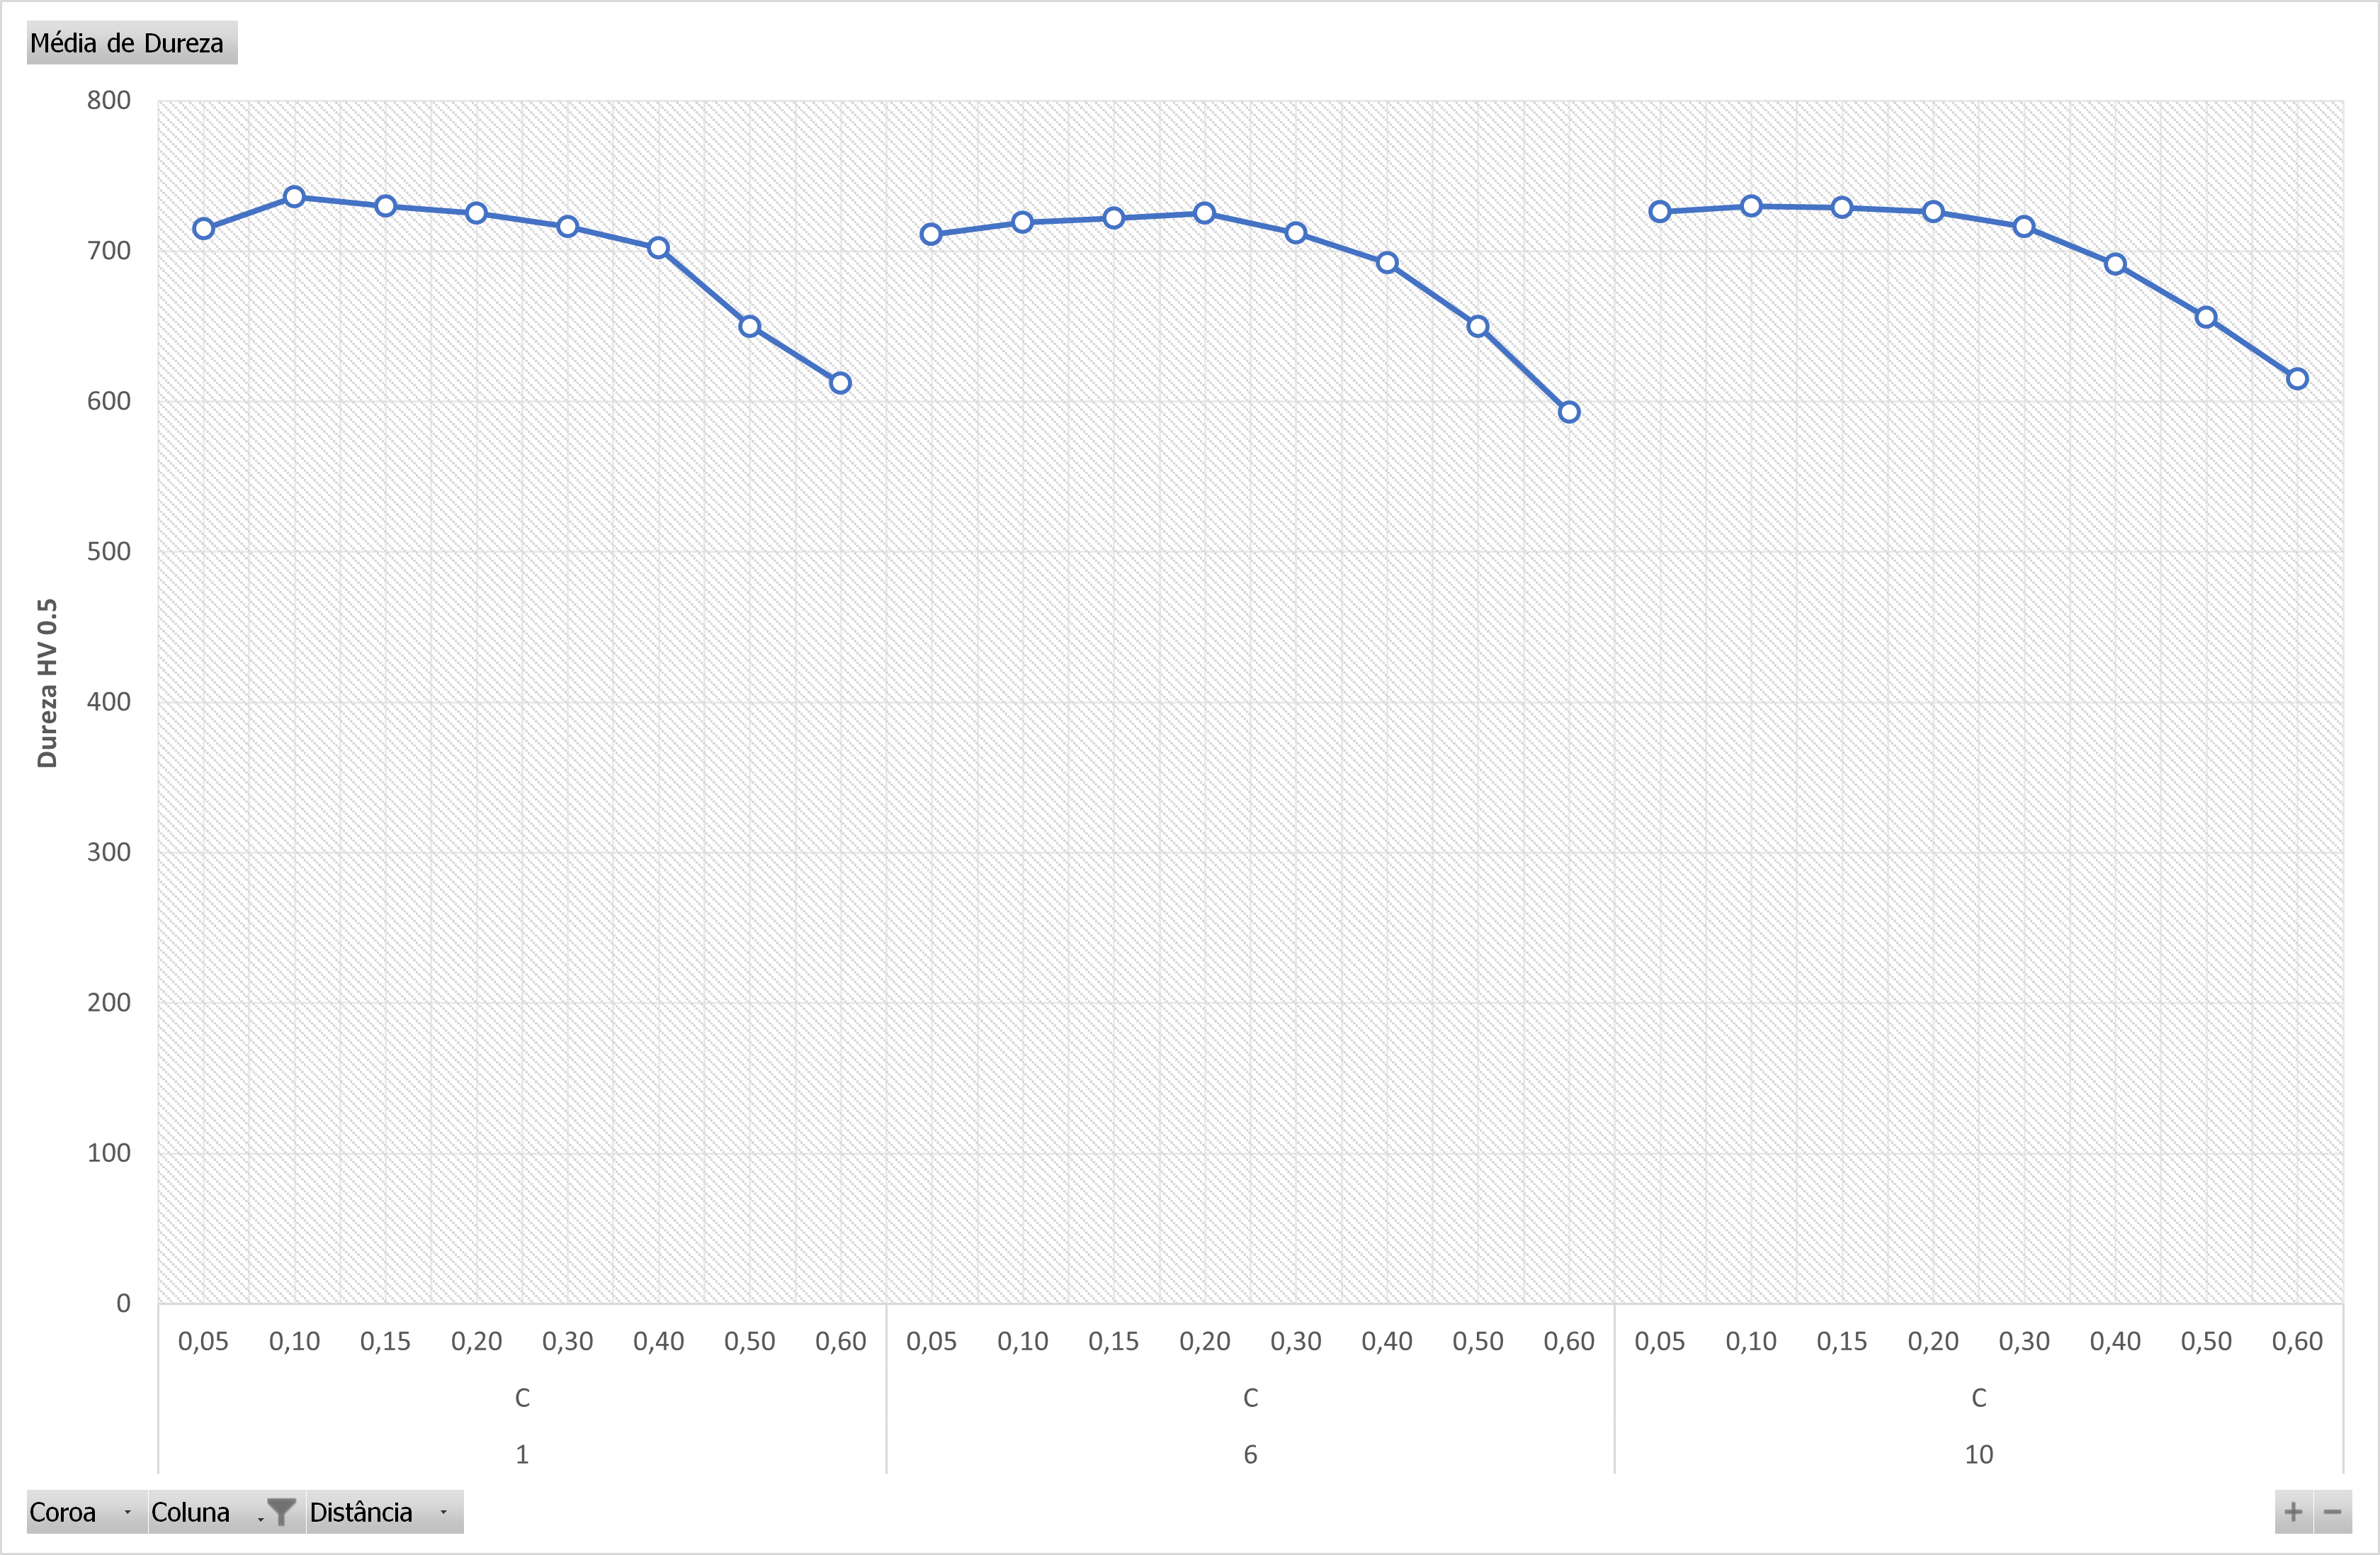 Média de Dureza
800
700
600
500
400
300
200
100
0
Dureza HV 0.5
0,05 0,10 0,15 0,20 0,30 0,40 0,50 0,60 0,05 0,10 0,15 0,20 0,30 0,40 0,50 0,60 0,05 0,10 0,15 0,20 0,30 0,40 0,50 0,60
C C C
1 6 10
Coroa Coluna Distância + −